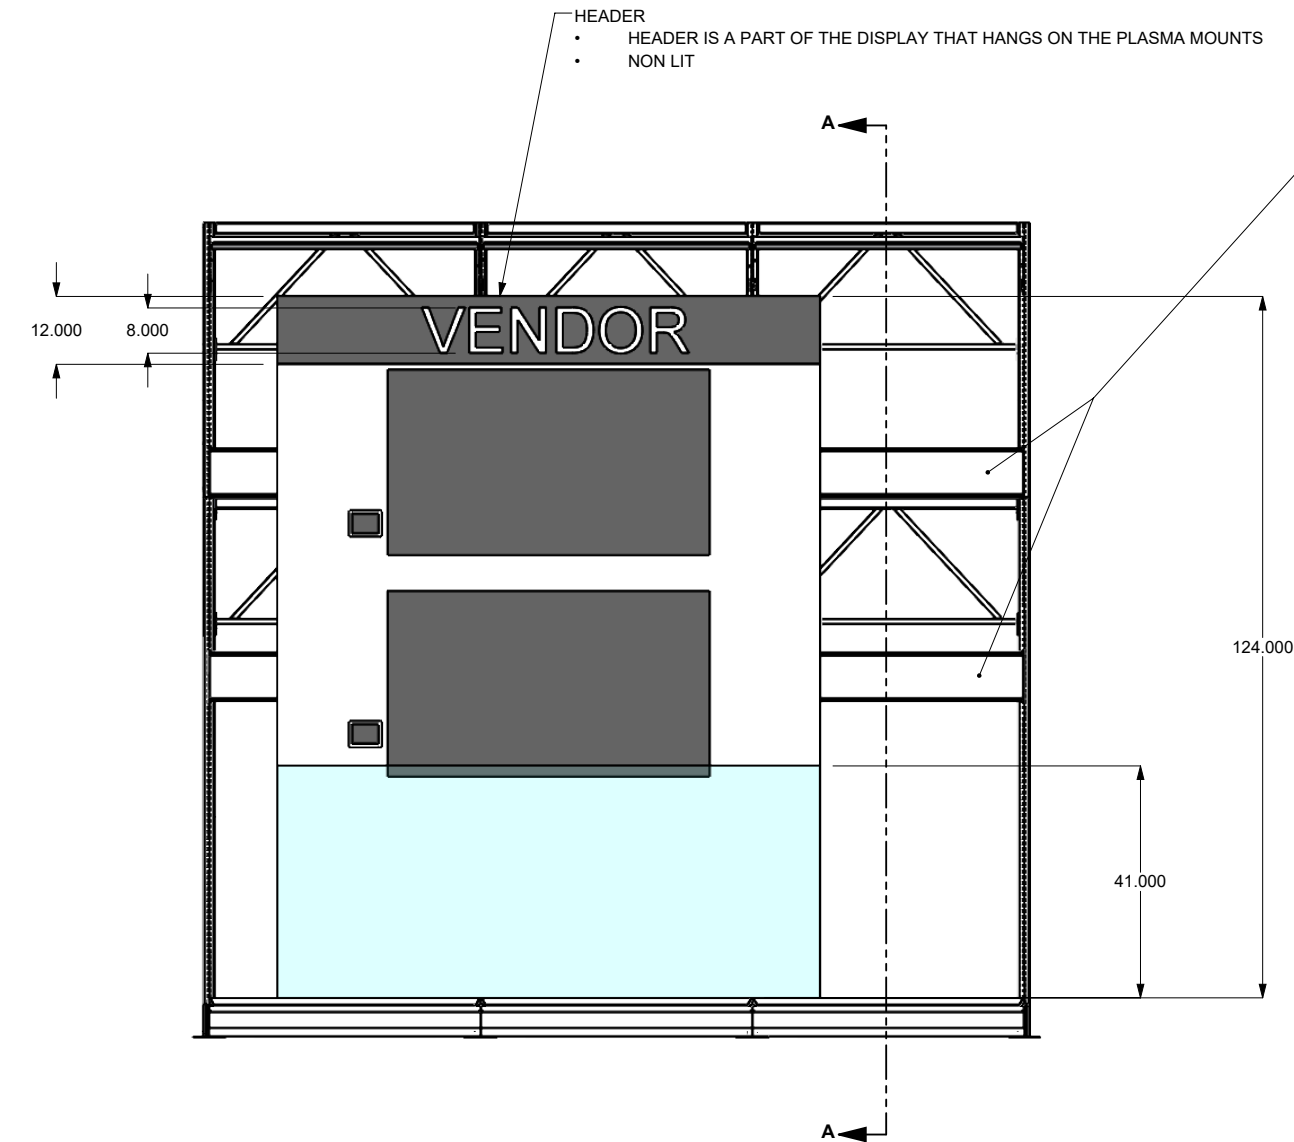 HEADER
• HEADER IS A PART OF THE DISPLAY THAT HANGS ON THE PLASMA MOUNTS
• NON LIT
A
VENDOR
12.000
8.000
124.000
41.000
A